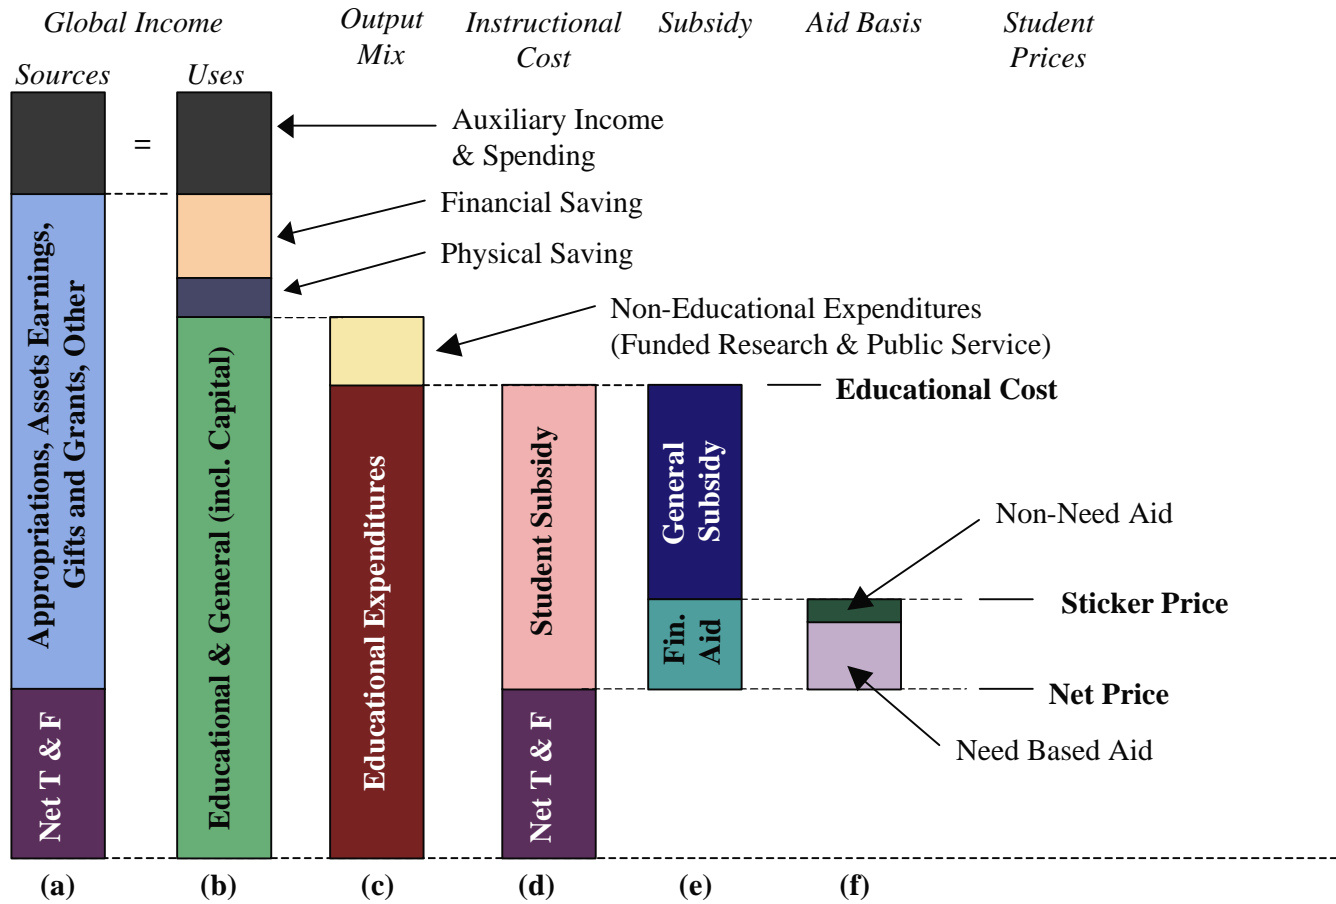 Global Income
Output
Mix
Instructional
Cost
Subsidy
Aid Basis
Student
Prices
Sources
Uses
=
Auxiliary Income
& Spending
Financial Saving
Physical Saving
Non-Educational Expenditures
(Funded Research & Public Service)
Educational Cost
Appropriations, Assets Earnings,
Gifts and Grants, Other
Net T & F
Educational & General (incl. Capital)
Educational Expenditures
Student Subsidy
Net T & F
General
Subsidy
Fin.
Aid
Non-Need Aid
Sticker Price
Net Price
Need Based Aid
(a)
(b)
(c)
(d)
(e)
(f)